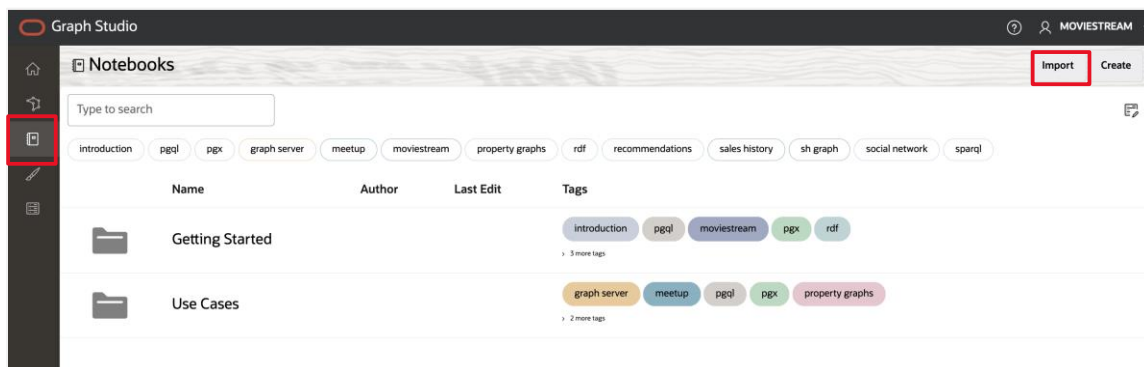 Graph Studio MOVIESTREAM
Notebooks Import Create
Type to search
introduction pgql pgx graph server meetup moviestream property graphs rdf recommendations sales history sh graph social network sparql
Name Author Last Edit Tags
Getting Started introduction pgql moviestream pgx rdf
› 3 more tags
Use Cases graph server meetup pgql pgx property graphs
› 2 more tags